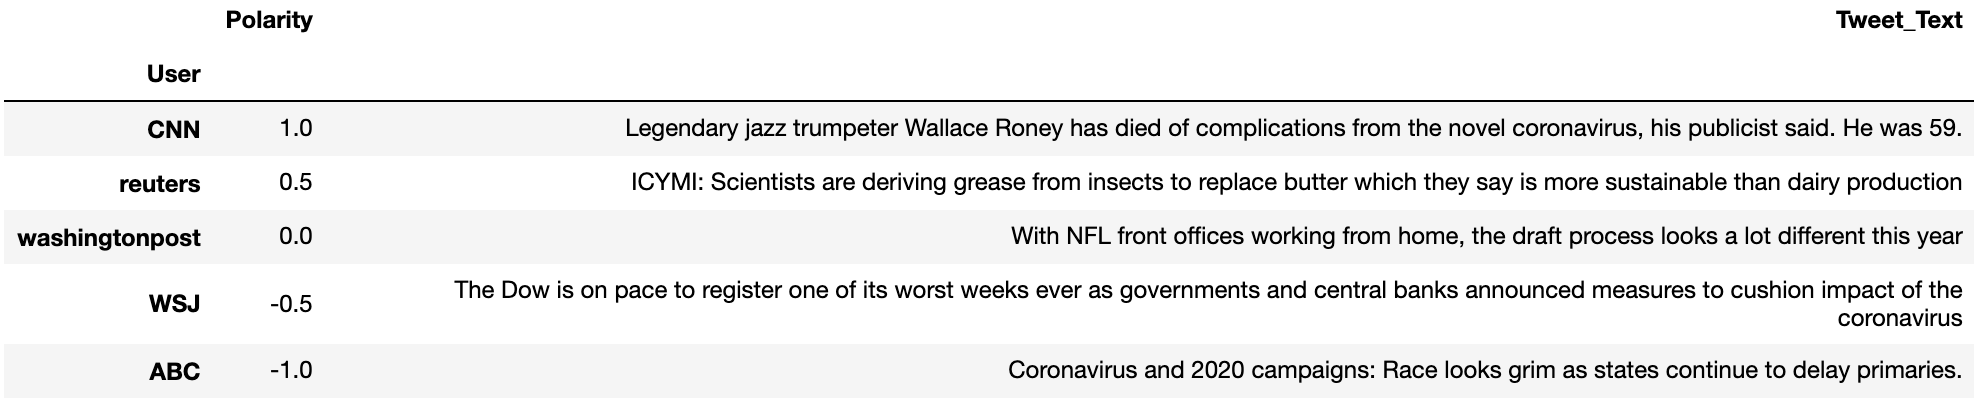 Polarity Tweet_Text
User
CNN 1.0 Legendary jazz trumpeter Wallace Roney has died of complications from the novel coronavirus, his publicist said. He was 59.
reuters 0.5 ICYMI: Scientists are deriving grease from insects to replace butter which they say is more sustainable than dairy production
washingtonpost 0.0 With NFL front offices working from home, the draft process looks a lot different this year
WSJ -0.5 The Dow is on pace to register one of its worst weeks ever as governments and central banks announced measures to cushion impact of the
coronavirus
ABC -1.0 Coronavirus and 2020 campaigns: Race looks grim as states continue to delay primaries.